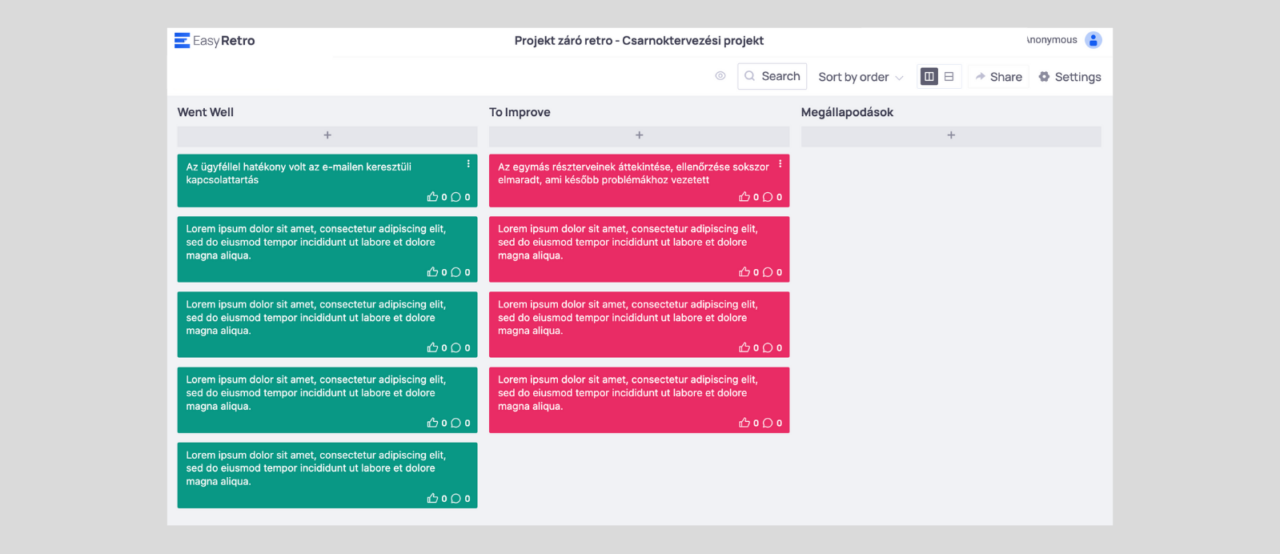 EasyRetro
Projekt záró retro - Csarnoktervezési projekt
Anonymous
Search
Sort by order
Share
Settings
Went Well
+
Az ügyféllel hatékony volt az e-mailen keresztüli
kapcsolattartás
0 0
Lorem ipsum dolor sit amet, consectetur adipiscing elit,
sed do eiusmod tempor incididunt ut labore et dolore
magna aliqua.
0 0
Lorem ipsum dolor sit amet, consectetur adipiscing elit,
sed do eiusmod tempor incididunt ut labore et dolore
magna aliqua.
0 0
Lorem ipsum dolor sit amet, consectetur adipiscing elit,
sed do eiusmod tempor incididunt ut labore et dolore
magna aliqua.
0 0
Lorem ipsum dolor sit amet, consectetur adipiscing elit,
sed do eiusmod tempor incididunt ut labore et dolore
magna aliqua.
0 0
To Improve
+
Az egymás részterveinek áttekintése, ellenőrzése sokszor
elmaradt, ami később problémákhoz vezetett
0 0
Lorem ipsum dolor sit amet, consectetur adipiscing elit,
sed do eiusmod tempor incididunt ut labore et dolore
magna aliqua.
0 0
Lorem ipsum dolor sit amet, consectetur adipiscing elit,
sed do eiusmod tempor incididunt ut labore et dolore
magna aliqua.
0 0
Lorem ipsum dolor sit amet, consectetur adipiscing elit,
sed do eiusmod tempor incididunt ut labore et dolore
magna aliqua.
0 0
Megállapodások
+